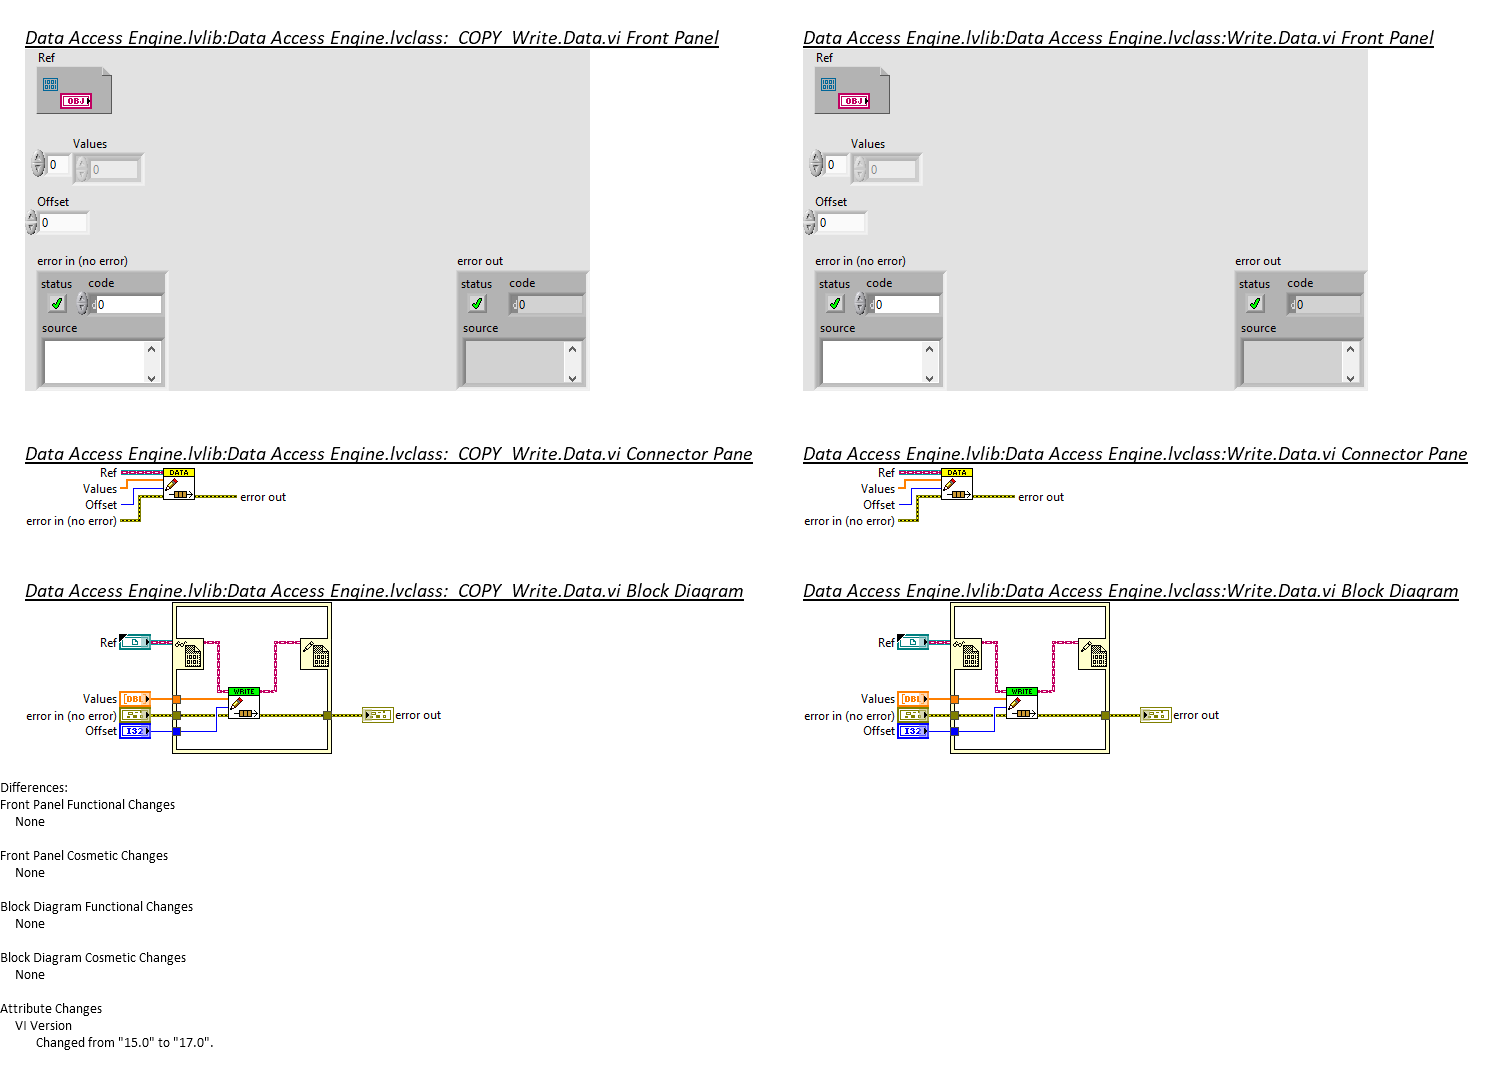 Data Access Engine.lvlib:Data Access Engine.lvclass:_COPY_Write.Data.vi Front Panel
Ref
OBJ
Values
0
0
Offset
0
error in (no error)
status code
0
source
error out
status code
0
source
Data Access Engine.lvlib:Data Access Engine.lvclass:Write.Data.vi Front Panel
Ref
OBJ
Values
0
0
Offset
0
error in (no error)
status code
0
source
error out
status code
0
source
Data Access Engine.lvlib:Data Access Engine.lvclass:_COPY_Write.Data.vi Connector Pane
Ref
DATA
Values
Offset
error in (no error)
error out
Data Access Engine.lvlib:Data Access Engine.lvclass:Write.Data.vi Connector Pane
Ref
DATA
Values
Offset
error in (no error)
error out
Data Access Engine.lvlib:Data Access Engine.lvclass:_COPY_Write.Data.vi Block Diagram
Ref
WRITE
Values
DBL
error in (no error)
error out
Offset
I32
Data Access Engine.lvlib:Data Access Engine.lvclass:Write.Data.vi Block Diagram
Ref
WRITE
Values
DBL
error in (no error)
error out
Offset
I32
Differences:
Front Panel Functional Changes
None
Front Panel Cosmetic Changes
None
Block Diagram Functional Changes
None
Block Diagram Cosmetic Changes
None
Attribute Changes
VI Version
Changed from "15.0" to "17.0".